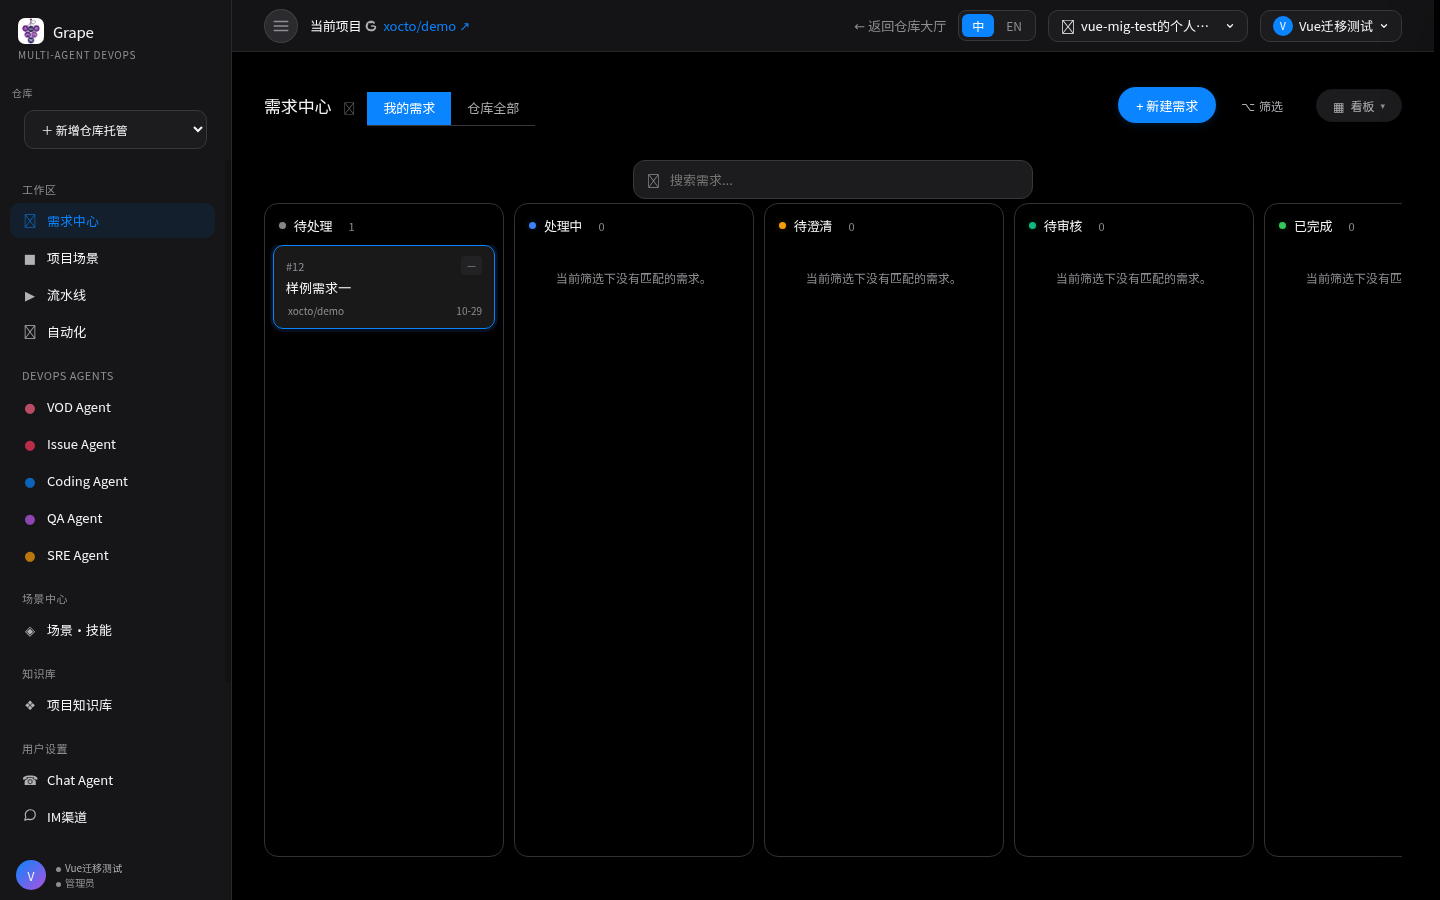 Grape
MULTI-AGENT DEVOPS
仓库
+ 新增仓库托管
工作区
需求中心
项目场景
流水线
自动化
DEVOPS AGENTS
VOD Agent
Issue Agent
Coding Agent
QA Agent
SRE Agent
场景中心
场景·技能
知识库
项目知识库
用户设置
Chat Agent
IM渠道
V
Vue迁移测试
管理员
当前项目 G xocto/demo ↗
← 返回仓库大厅
中 EN
vue-mig-test的个人…
V Vue迁移测试
需求中心
我的需求 仓库全部
+ 新建需求
⌥ 筛选
▦ 看板 ▾
搜索需求...
待处理 1
#12 —
样例需求一
xocto/demo 10-29
处理中 0
当前筛选下没有匹配的需求。
待澄清 0
当前筛选下没有匹配的需求。
待审核 0
当前筛选下没有匹配的需求。
已完成 0
当前筛选下没有匹